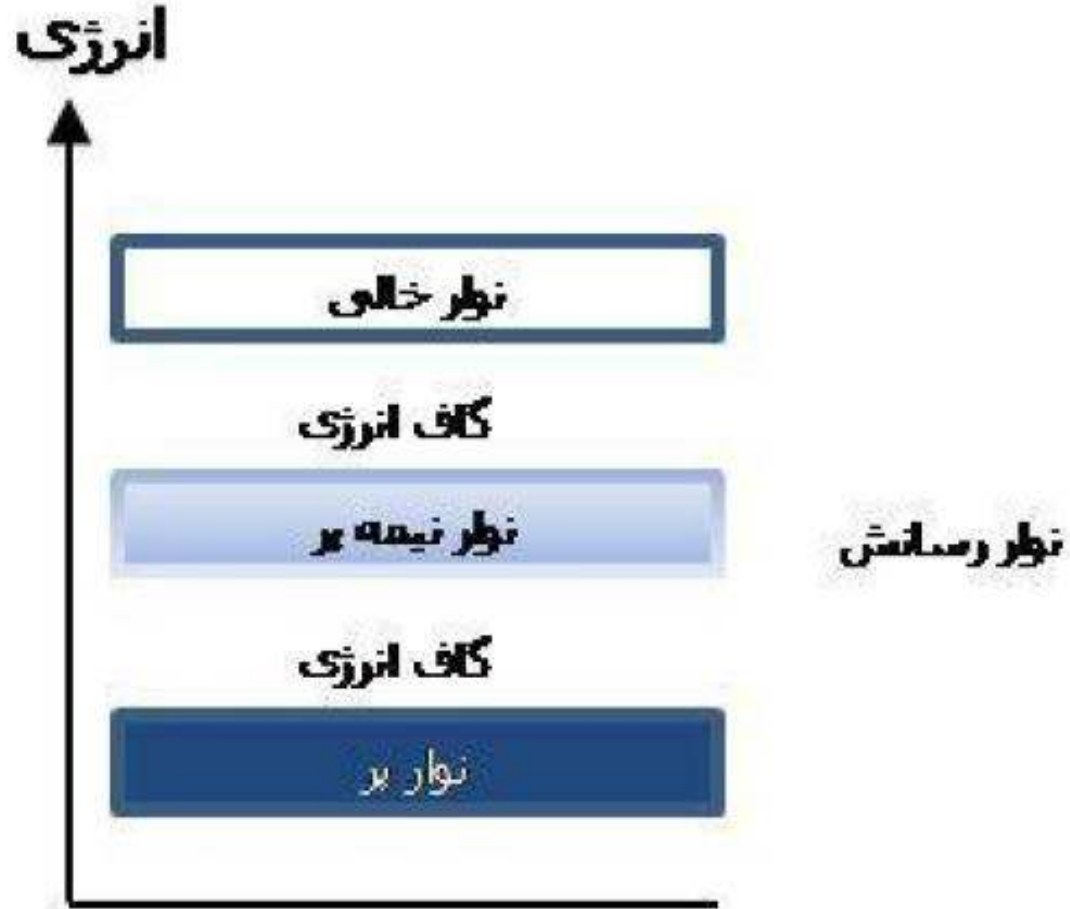 انرژی
نوار خالی
گاف انرژی
نوار نیمه پر
نوار رسانش
گاف انرژی
نوار پر